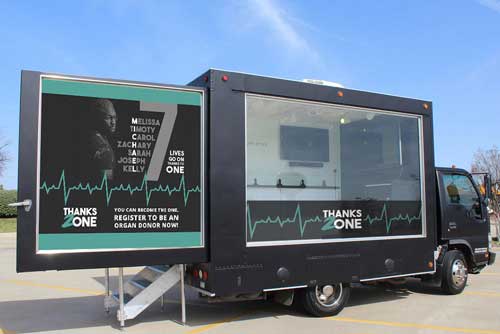 MELISSA
TIMOTY
CAROL
ZACHARY
SARAH
JOSEPH
KELLY
7
LIVES
GO ON
THANKS TO
ONE
THANKS
2ONE
YOU CAN BECOME THE ONE.
REGISTER TO BE AN
ORGAN DONOR NOW!
THANKS
2ONE